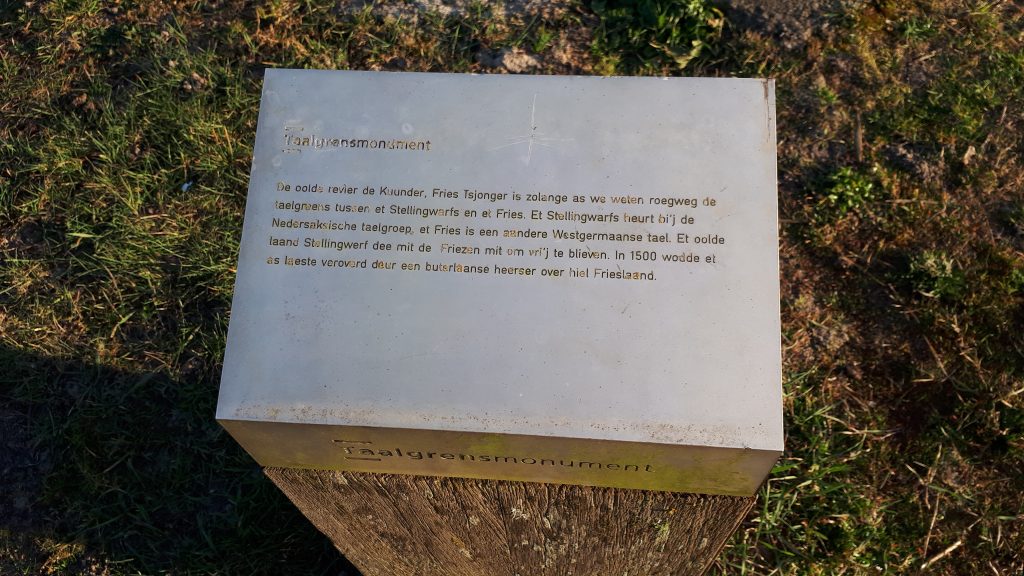 Taalgrensmonument
De oolde revier de Kuunder, Fries Tsjonger is zolange as we weten roegweg de
taelgreens tussen et Stellingwarfs en et Fries. Et Stellingwarfs heurt bi'j de
Nedersaksische taelgroep, et Fries is een aandere Westgermaanse tael. Et oolde
laand Stellingwerf dee mit de Friezen mit om vri'j te blieven. In 1500 wodde et
as laeste veroverd deur een buterlaanse heerser over hiel Frieslaand.
Taalgrensmonument